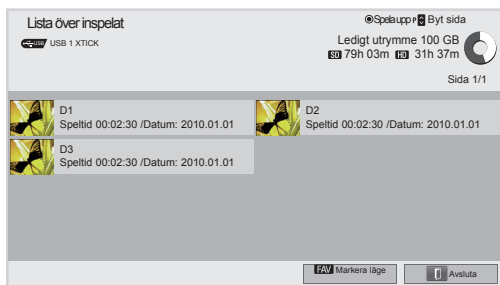 Lista över inspelat
Spela upp P Byt sida
USB USB 1 XTICK
Ledigt utrymme 100 GB
SD 79h 03m HD 31h 37m
Sida 1/1
D1
Speltid 00:02:30 /Datum: 2010.01.01
D2
Speltid 00:02:30 /Datum: 2010.01.01
D3
Speltid 00:02:30 /Datum: 2010.01.01
FAV Markera läge
Avsluta